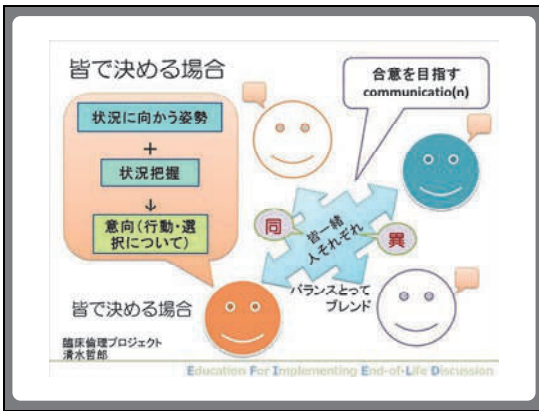 皆で決める場合
合意を目指す
communicatio(n)
状況に向かう姿勢
+
状況把握
↓
意向(行動・選
択について)
同
皆一緒
人それぞれ
異
バランスとって
ブレンド
皆で決める場合
臨床倫理プロジェクト
清水哲郎
Education For Implementing End-of-Life Discussion